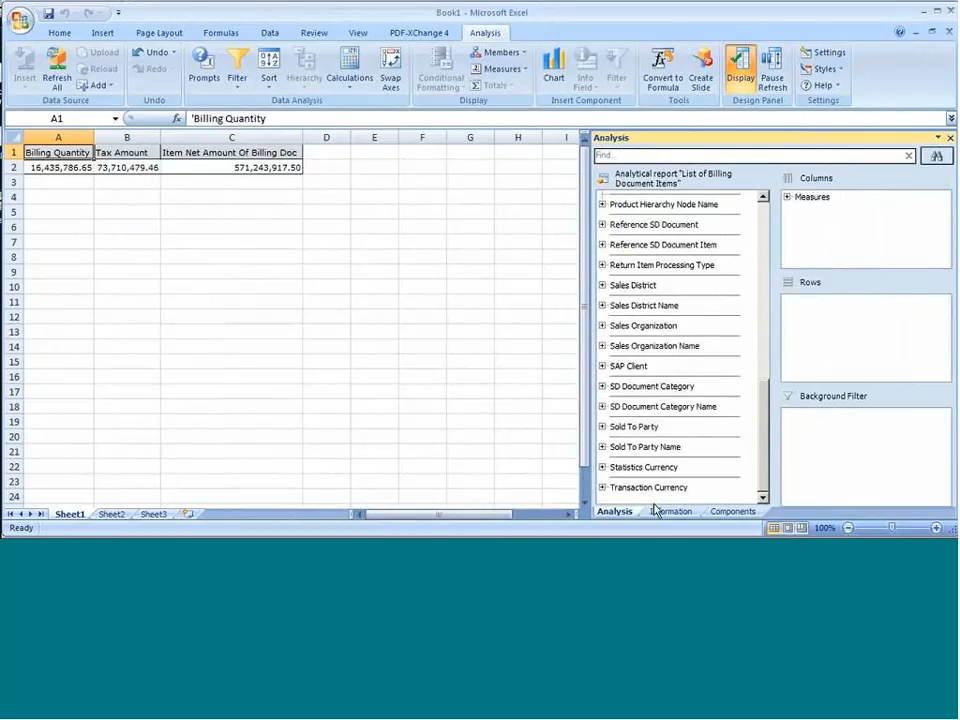 Book1 - Microsoft Excel
Home Insert Page Layout Formulas Data Review View PDF-XChange 4 Analysis
Insert
Refresh All
Upload
Reload
Add
Data Source
Undo
Redo
Undo
Prompts
Filter
Sort
Hierarchy
Calculations
Swap Axes
Data Analysis
Conditional Formatting
Members
Measures
Totals
Display
Chart
Info Field
Filter
Insert Component
Convert to Formula
Create Slide
Tools
Display
Pause Refresh
Design Panel
Settings
Styles
Help
Settings
A1 fx 'Billing Quantity
A B C D E F G H I
1 Billing Quantity Tax Amount Item Net Amount Of Billing Doc
2 16,435,786.65 73,710,479.46 571,243,917.50
3
4
5
6
7
8
9
10
11
12
13
14
15
16
17
18
19
20
21
22
23
24
Sheet1 Sheet2 Sheet3
Ready
100%
Analysis
Find...
Analytical report "List of Billing
Document Items"
Product Hierarchy Node Name
Reference SD Document
Reference SD Document Item
Return Item Processing Type
Sales District
Sales District Name
Sales Organization
Sales Organization Name
SAP Client
SD Document Category
SD Document Category Name
Sold To Party
Sold To Party Name
Statistics Currency
Transaction Currency
Columns
Measures
Rows
Background Filter
Analysis Information Components